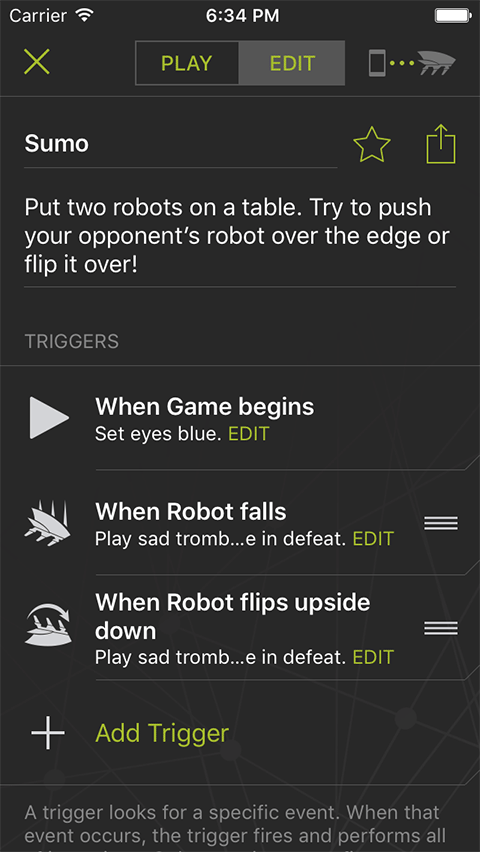 Carrier 6:34 PM
PLAY EDIT
Sumo
Put two robots on a table. Try to push
your opponent’s robot over the edge or
flip it over!
TRIGGERS
When Game begins
Set eyes blue. EDIT
When Robot falls
Play sad tromb...e in defeat. EDIT
When Robot flips upside
down
Play sad tromb...e in defeat. EDIT
Add Trigger
A trigger looks for a specific event. When that
event occurs, the trigger fires and performs all